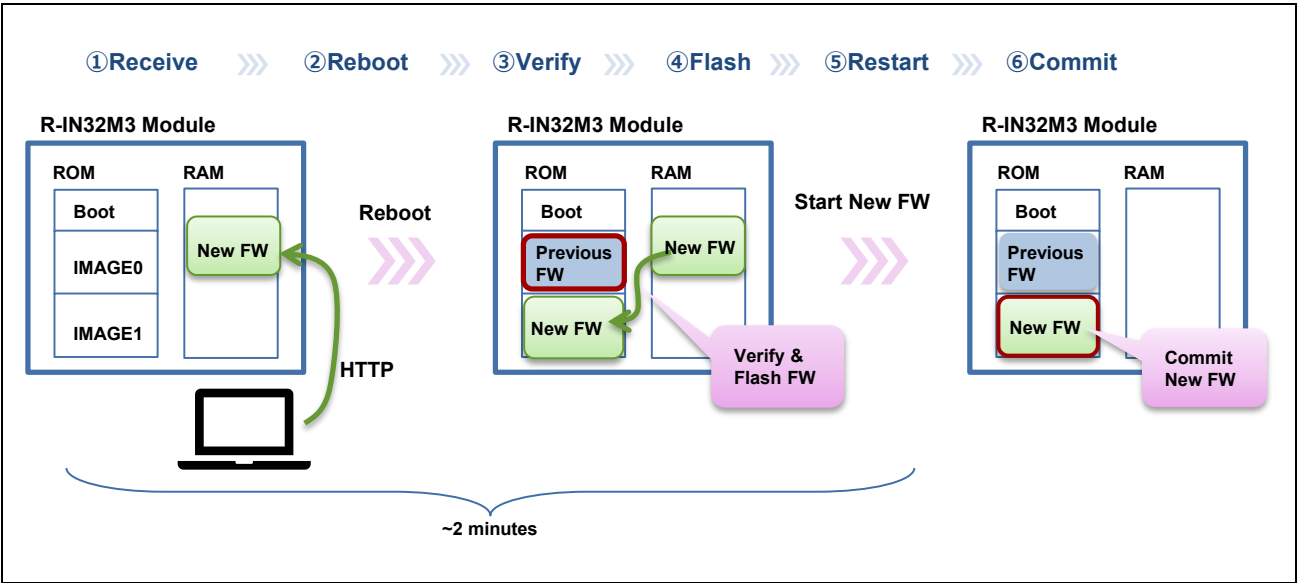 ①Receive ②Reboot ③Verify ④Flash ⑤Restart ⑥Commit
R-IN32M3 Module
ROM RAM
Boot
IMAGE0
IMAGE1
New FW
HTTP
Reboot
R-IN32M3 Module
ROM RAM
Boot
Previous
FW
New FW
New FW
Verify &
Flash FW
Start New FW
R-IN32M3 Module
ROM RAM
Boot
Previous
FW
New FW
Commit
New FW
~2 minutes